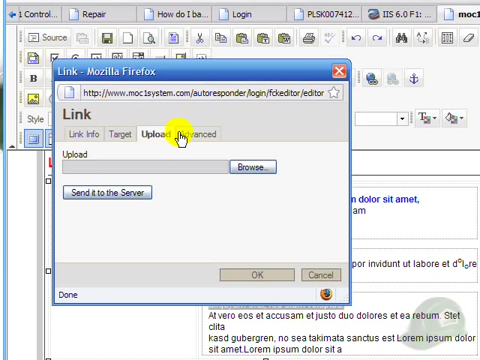 1 Control...
Repair
How do I ba
Login
PLSK007412...
IIS 6.0 F1: ...
moc1
Source
B
Style
Link - Mozilla Firefox
http://www.moc1system.com/autoresponder/login/fckeditor/editor
Link
Link Info
Target
Upload
Advanced
Upload
Browse...
Send it to the Server
OK
Cancel
Done
dolor sit amet,
am
por invidunt ut labore et dolore
At vero eos et accusam et justo duo dolores et ea rebum. Stet
clita
kasd gubergren, no sea takimata sanctus est Lorem ipsum dolor
sit amet.Lorem ipsum dolor sit a